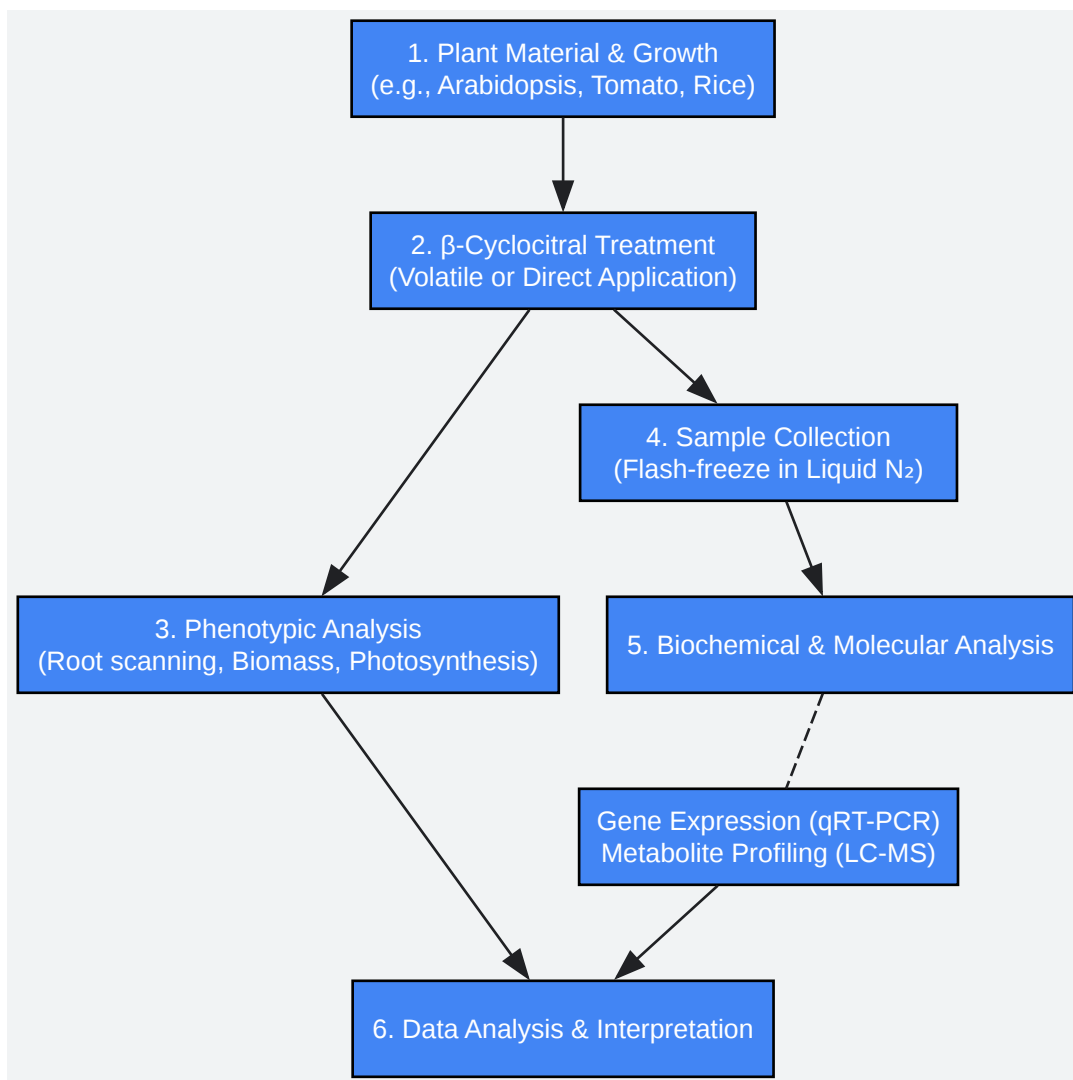 1. Plant Material & Growth
(e.g., Arabidopsis, Tomato, Rice)
2. β-Cyclocitral Treatment
(Volatile or Direct Application)
4. Sample Collection
(Flash-freeze in Liquid N₂)
3. Phenotypic Analysis
(Root scanning, Biomass, Photosynthesis)
5. Biochemical & Molecular Analysis
Gene Expression (qRT-PCR)
Metabolite Profiling (LC-MS)
6. Data Analysis & Interpretation